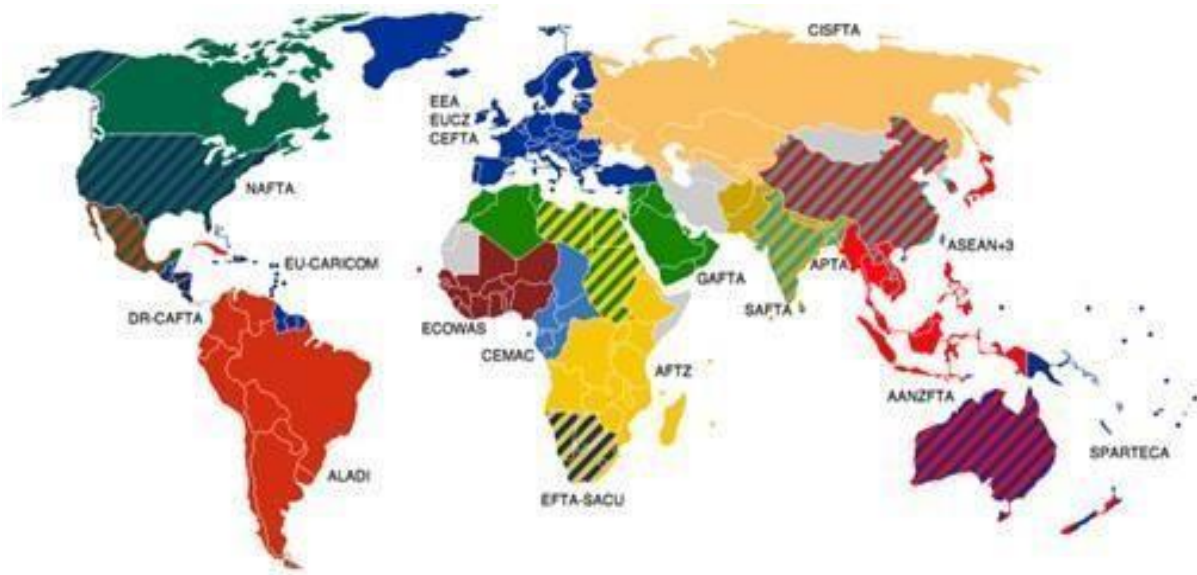 CISFTA
EEA
EUCZ
CEFTA
NAFTA
ASEAN+3
EU-CARICOM
GAFTA
APTA
SAFTA
DR-CAFTA
ECOWAS
CEMAC
AFTZ
AANZFTA
SPARTECA
ALADI
EFTA-SACU